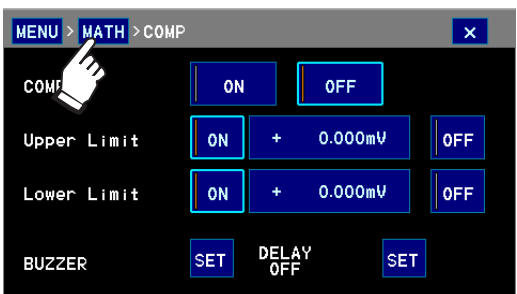 MENU > MATH > COMP ×
ON OFF
Upper Limit ON + 0.000mV OFF
Lower Limit ON + 0.000mV OFF
BUZZER SET DELAY OFF SET